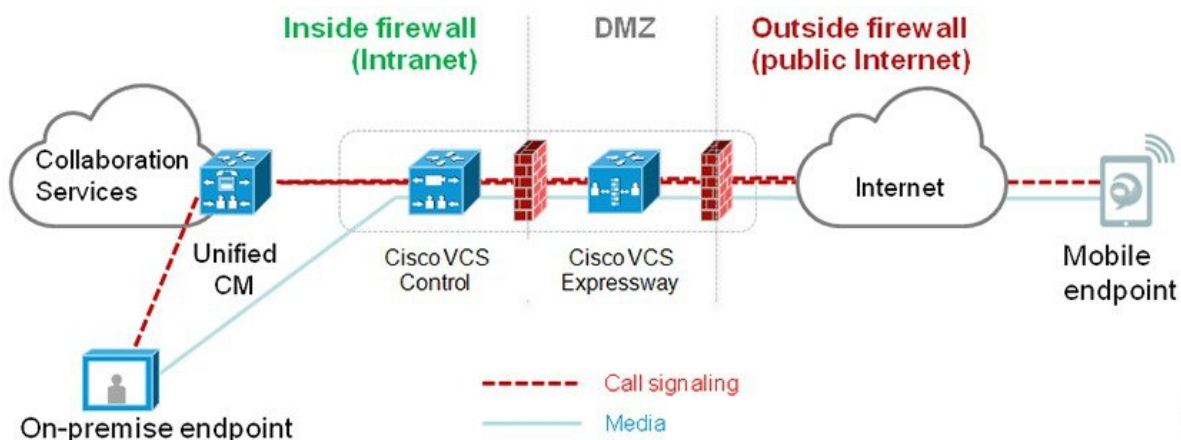 Inside firewall
(Intranet)
DMZ
Outside firewall
(public Internet)
Collaboration
Services
Unified
CM
Cisco VCS
Control
Cisco VCS
Expressway
Internet
Mobile
endpoint
On-premise endpoint
Call signaling
Media